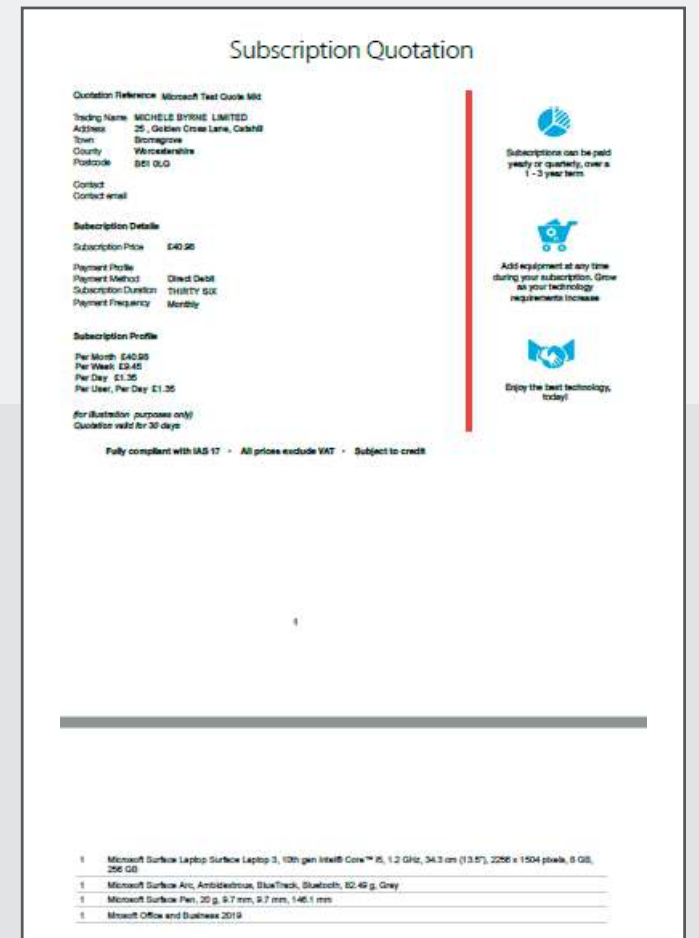 Subscription Quotation
Quotation Reference Microsoft Test Quote Mid
Trading Name MICHELE BYRNE LIMITED
Address 25 , Golden Cross Lane, Catshill
Town Bromsgrove
County Worcestershire
Postcode B61 0LG
Contact
Contact email
Subscription Details
Subscription Price £40.98
Payment Profile
Payment Method Direct Debit
Subscription Duration THIRTY SIX
Payment Frequency Monthly
Subscription Profile
Per Month £40.98
Per Week £9.45
Per Day £1.35
Per User, Per Day £1.35
(for illustration purposes only)
Quotation valid for 30 days
Subscriptions can be paid
yearly or quarterly, over a
1 - 3 year term
Add equipment at any time
during your subscription. Grow
as your technology
requirements increase
Enjoy the best technology,
today!
Fully compliant with IAS 17 • All prices exclude VAT • Subject to credit
1 Microsoft Surface Laptop Surface Laptop 3, 10th gen Intel® Core™ i5, 1.2 GHz, 34.3 cm (13.5"), 2256 x 1504 pixels, 8 GB,
256 GB
1 Microsoft Surface Arc, Ambidextrous, BlueTrack, Bluetooth, 82.49 g, Grey
1 Microsoft Surface Pen, 20 g, 9.7 mm, 9.7 mm, 146.1 mm
1 Mrosoft Office and Business 2019